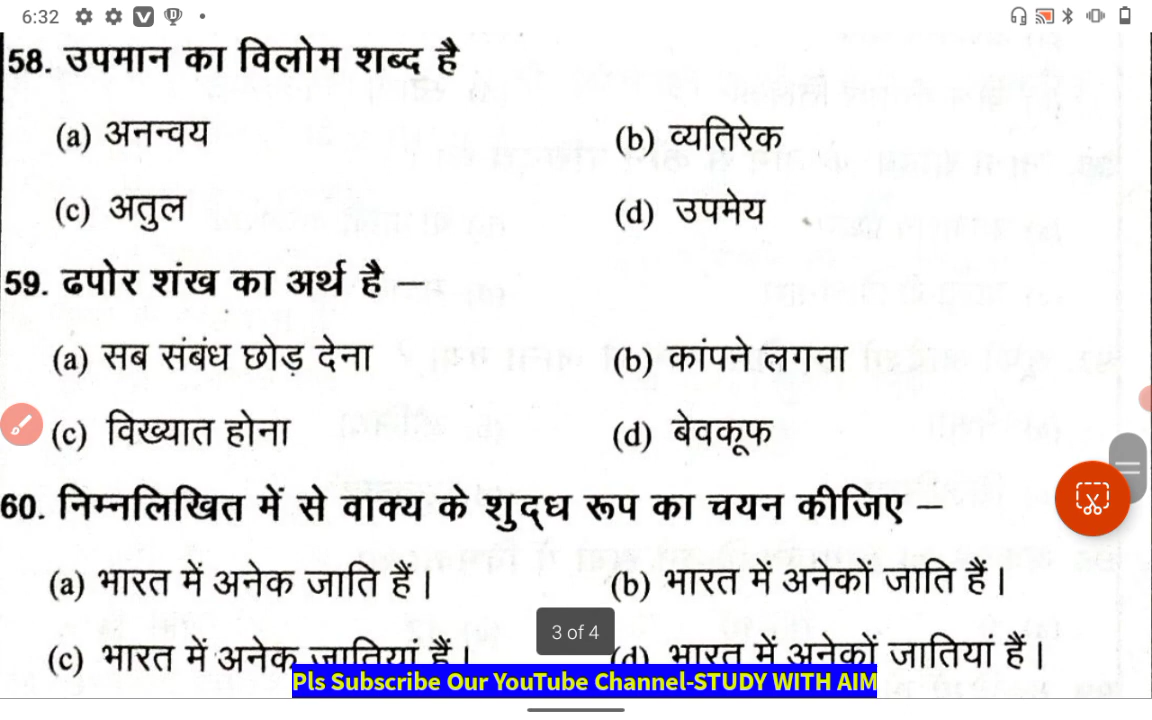 6:32
58. उपमान का विलोम शब्द है
(a) अनन्वय (b) व्यतिरेक
(c) अतुल (d) उपमेय
59. ढपोर शंख का अर्थ है –
(a) सब संबंध छोड़ देना (b) कांपने लगना
(c) विख्यात होना (d) बेवकूफ
60. निम्नलिखित में से वाक्य के शुद्ध रूप का चयन कीजिए –
(a) भारत में अनेक जाति हैं। (b) भारत में अनेकों जाति हैं।
3 of 4
(c) भारत में अनेक जातियां हैं। (d) भारत में अनेकों जातियां हैं।
Pls Subscribe Our YouTube Channel-STUDY WITH AIM